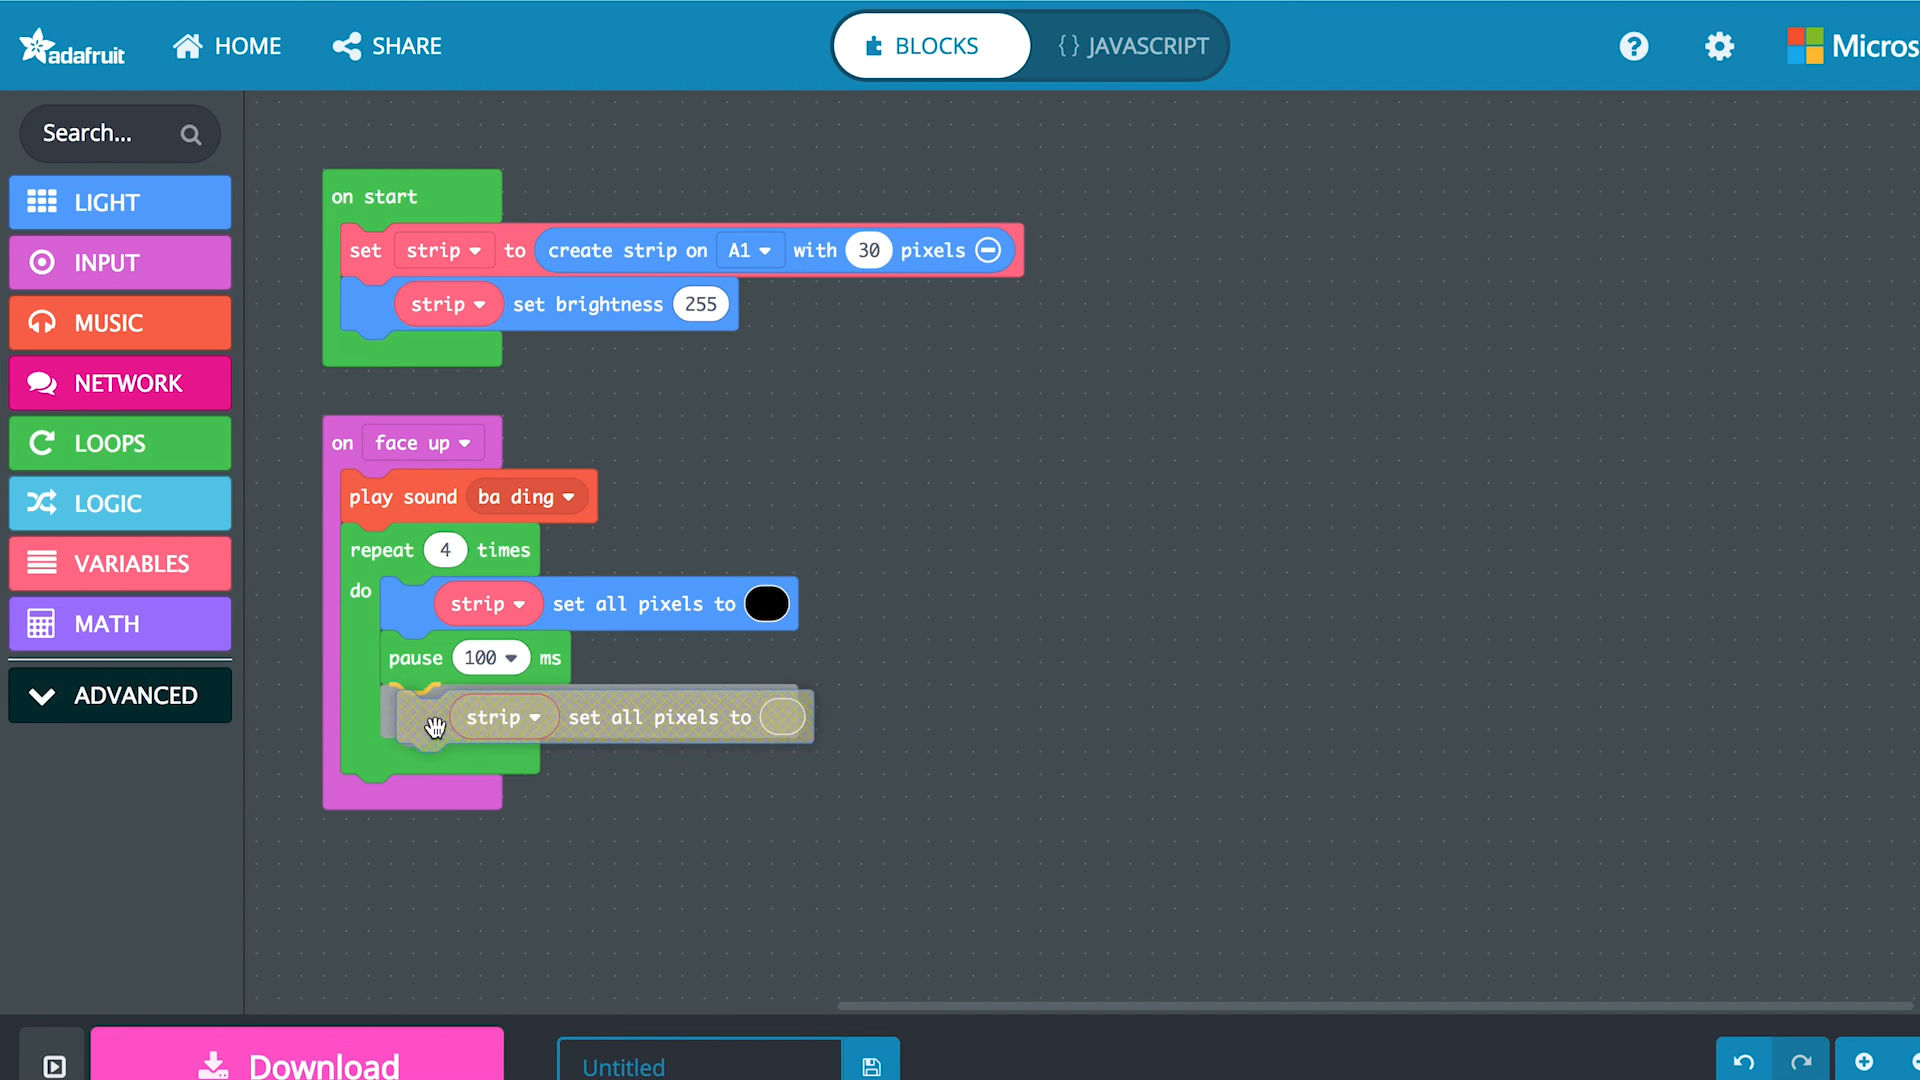 adafruit HOME SHARE BLOCKS {} JAVASCRIPT ? Micros
Search...
LIGHT
INPUT
MUSIC
NETWORK
LOOPS
LOGIC
VARIABLES
MATH
ADVANCED
on start
set strip to create strip on A1 with 30 pixels
strip set brightness 255
on face up
play sound ba ding
repeat 4 times
do strip set all pixels to
pause 100 ms
strip set all pixels to
Download Untitled